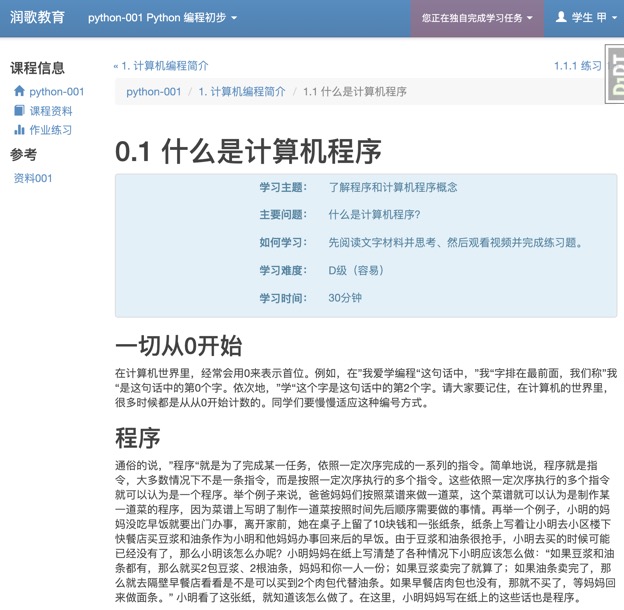 润歌教育
python-001 Python 编程初步
您正在独自完成学习任务
学生 甲
课程信息
python-001
课程资料
作业练习
参考
资料001
« 1. 计算机编程简介
1.1.1 练习
python-001 / 1. 计算机编程简介 / 1.1 什么是计算机程序
0.1 什么是计算机程序
学习主题: 了解程序和计算机程序概念
主要问题: 什么是计算机程序?
如何学习: 先阅读文字材料并思考、然后观看视频并完成练习题。
学习难度: D级（容易）
学习时间: 30分钟
一切从0开始
在计算机世界里，经常会用0来表示首位。例如，在”我爱学编程“这句话中，”我“字排在最前面，我们称”我
“是这句话中的第0个字。依次地，”学“这个字是这句话中的第2个字。请大家要记住，在计算机的世界里，
很多时候都是从从0开始计数的。同学们要慢慢适应这种编号方式。
程序
通俗的说，”程序“就是为了完成某一任务，依照一定次序完成的一系列的指令。简单地说，程序就是指
令，大多数情况下不是一条指令，而是按照一定次序执行的多个指令。这些依照一定次序执行的多个指令
就可以认为是一个程序。举个例子来说，爸爸妈妈们按照菜谱来做一道菜，这个菜谱就可以认为是制作某
一道菜的程序，因为菜谱上写明了制作一道菜按照时间先后顺序需要做的事情。再举一个例子，小明的妈
妈没吃早饭就要出门办事，离开家前，她在桌子上留了10块钱和一张纸条，纸条上写着让小明去小区楼下
快餐店买豆浆和油条作为小明和他妈妈办事回来后的早饭。由于豆浆和油条很抢手，小明去买的时候可能
已经没有了，那么小明该怎么办呢？小明妈妈在纸上写清楚了各种情况下小明应该怎么做：“如果豆浆和油
条都有，那么就买2包豆浆、2根油条，妈妈和你一人一份；如果豆浆卖完了就算了；如果油条卖完了，那
么就去隔壁早餐店看看是不是可以买到2个肉包代替油条。如果早餐店肉包也没有，那就不买了，等妈妈回
来做面条。” 小明看了这张纸，就知道该怎么做了。在这里，小明妈妈写在纸上的这些话也是程序。